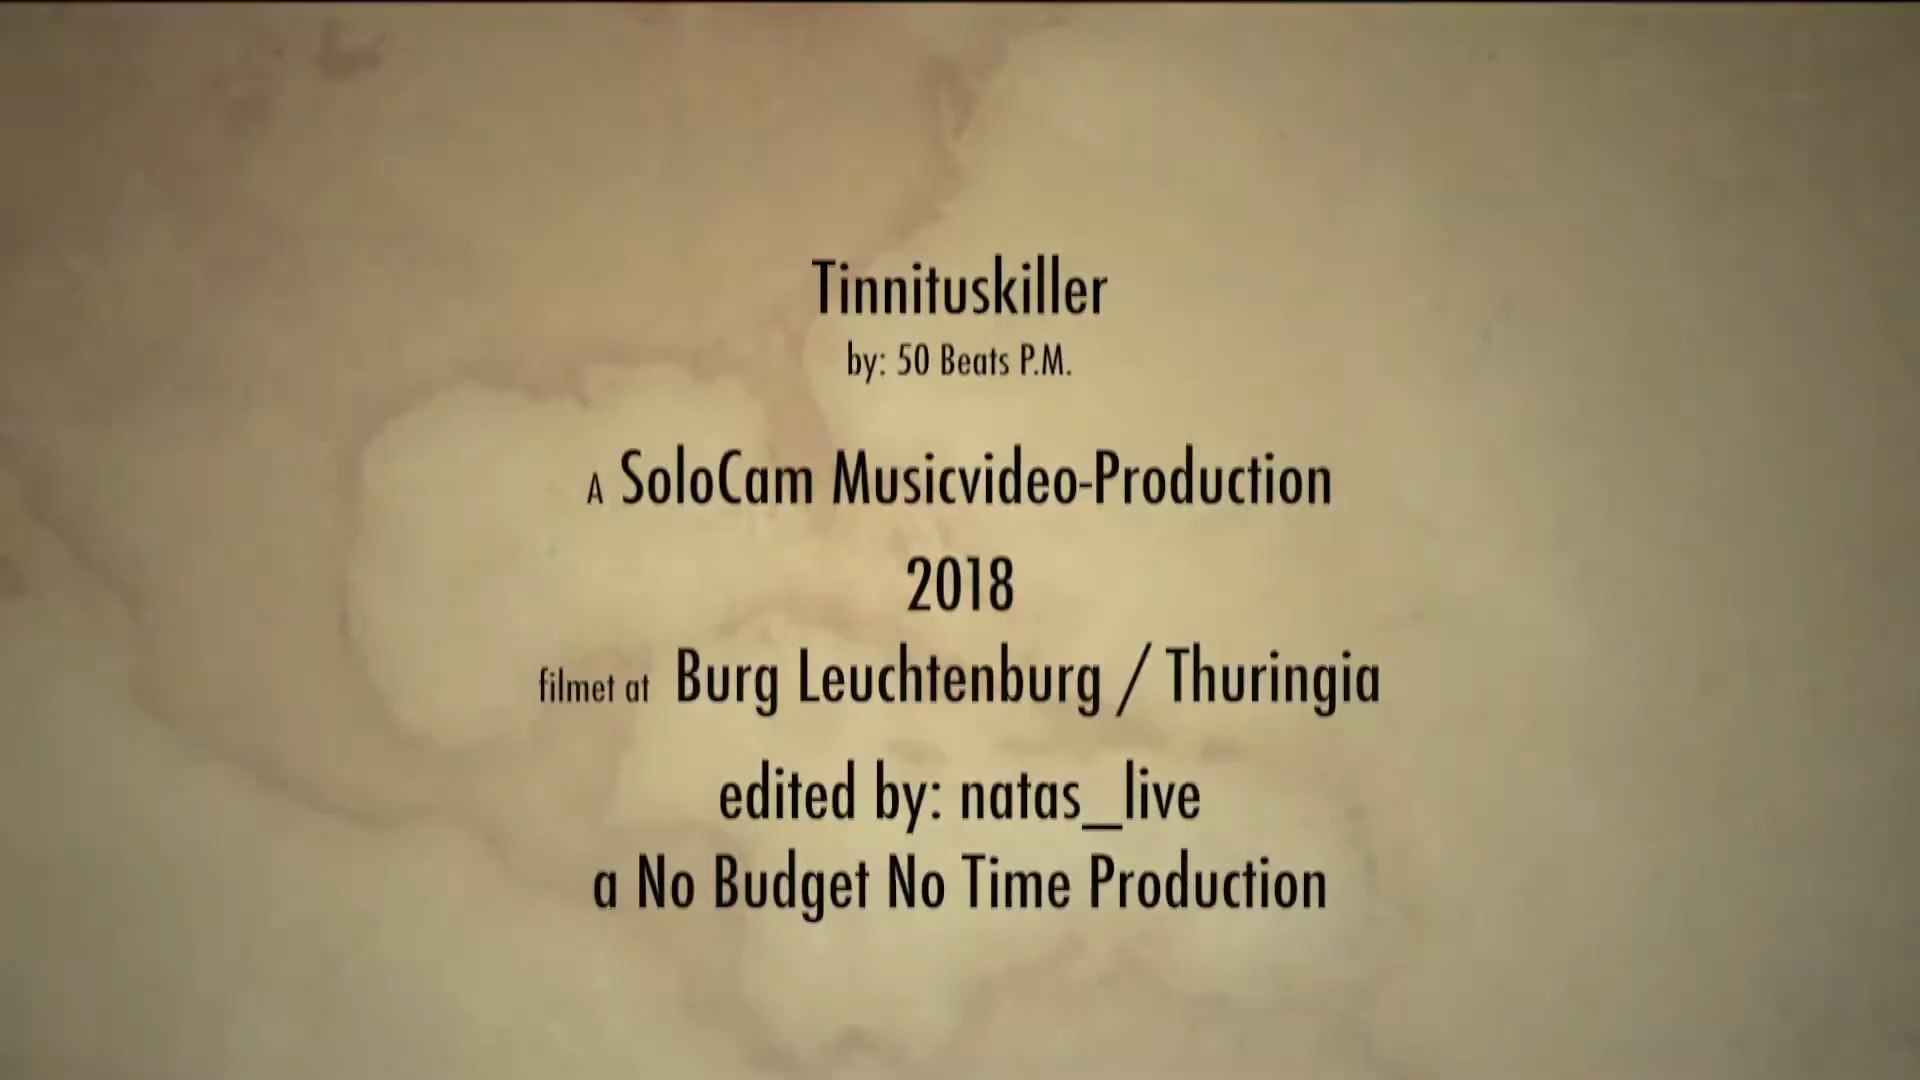 Tinnituskiller
by: 50 Beats P.M.
A SoloCam Musicvideo-Production
2018
filmet at Burg Leuchtenburg / Thuringia
edited by: natas_live
a No Budget No Time Production